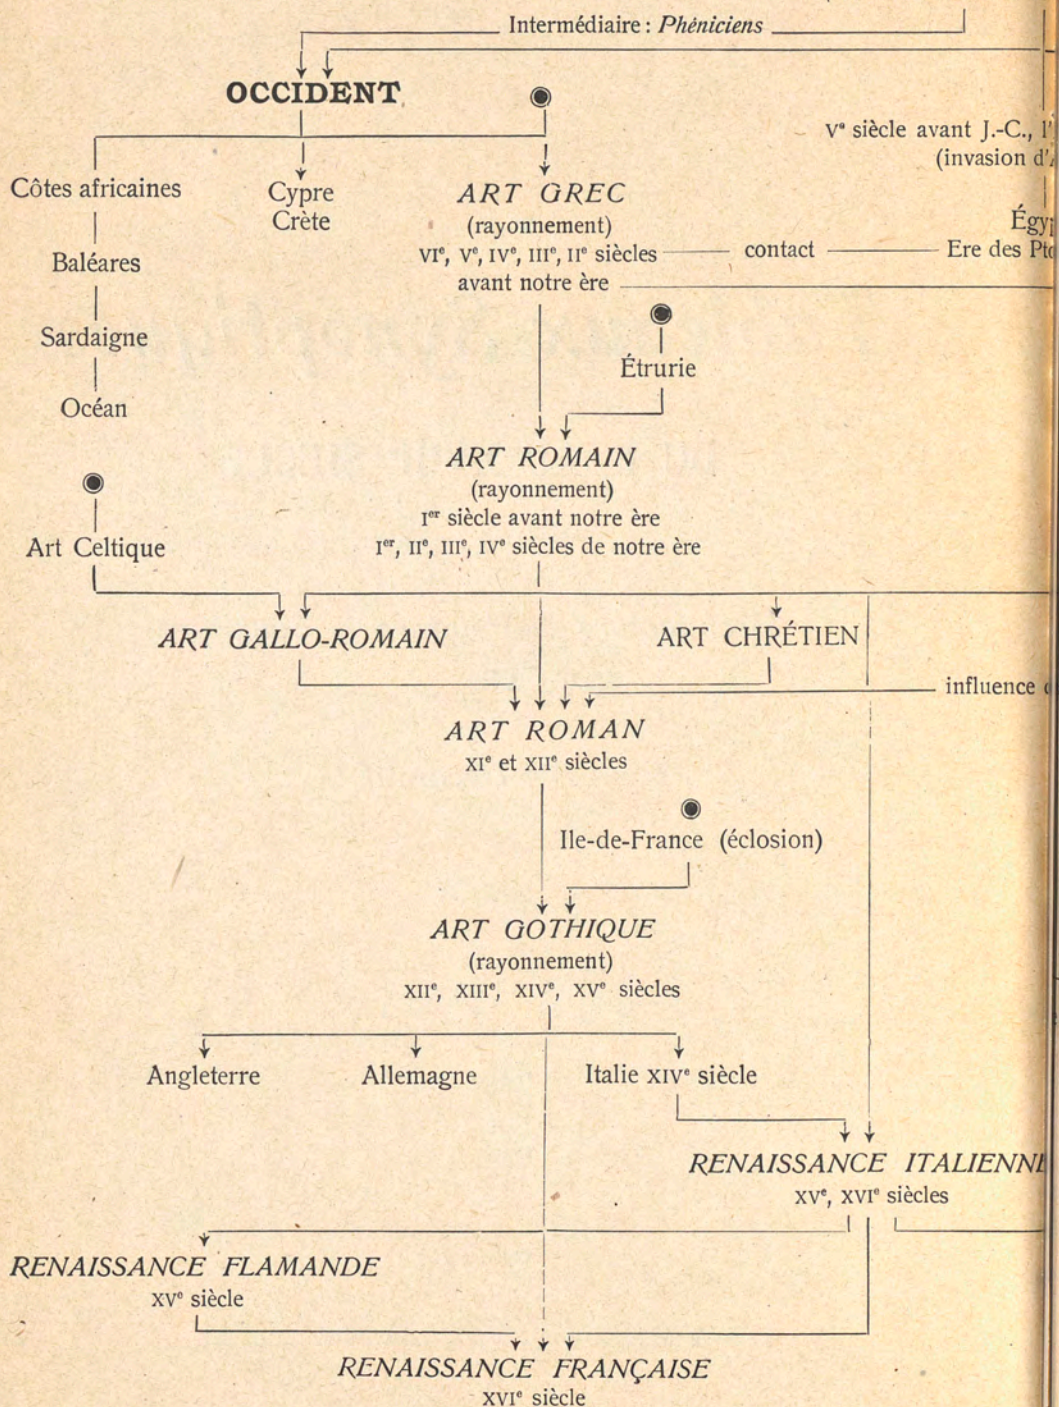 Intermédiaire : Phéniciens
OCCIDENT
Vᵉ siècle avant J.-C.,
(invasion
Côtes africaines
Cypre
Crète
ART GREC
(rayonnement)
VIᵉ, Vᵉ, IVᵉ, IIIᵉ, IIᵉ siècles
contact
Ere des
avant notre ère
Baléares
Sardaigne
Océan
Étrurie
ART ROMAIN
(rayonnement)
Iᵉʳ siècle avant notre ère
Iᵉʳ, IIᵉ, IIIᵉ, IVᵉ siècles de notre ère
Art Celtique
ART GALLO-ROMAIN
ART CHRÉTIEN
influence
ART ROMAN
XIᵉ et XIIᵉ siècles
Ile-de-France (éclosion)
ART GOTHIQUE
(rayonnement)
XIIᵉ, XIIIᵉ, XIVᵉ, XVᵉ siècles
Angleterre
Allemagne
Italie XIVᵉ siècle
RENAISSANCE ITALIENNE
XVᵉ, XVIᵉ siècles
RENAISSANCE FLAMANDE
XVᵉ siècle
RENAISSANCE FRANÇAISE
XVIᵉ siècle